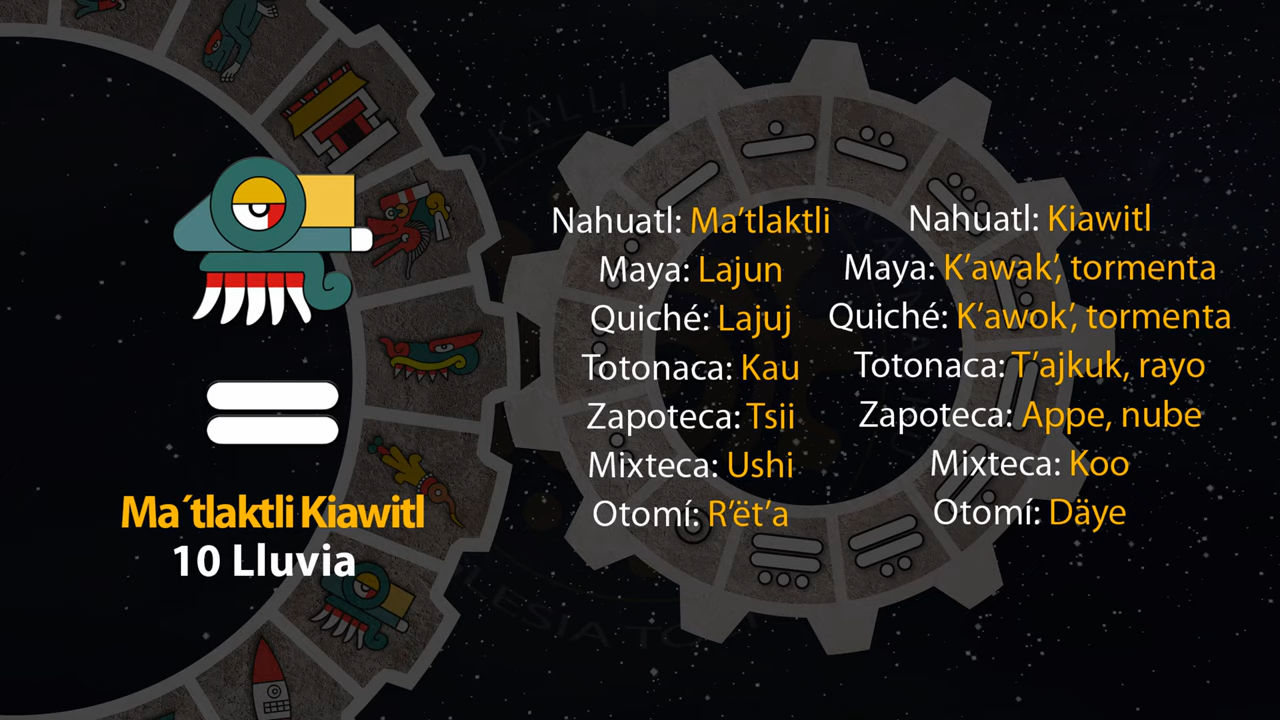 Ma´tlaktli Kiawitl
10 Lluvia
Nahuatl: Ma’tlaktli
Maya: Lajun
Quiché: Lajuj
Totonaca: Kau
Zapoteca: Tsii
Mixteca: Ushi
Otomí: R’ët’a
Nahuatl: Kiawitl
Maya: K’awak’, tormenta
Quiché: K’awok’, tormenta
Totonaca: T’ajkuk, rayo
Zapoteca: Appe, nube
Mixteca: Koo
Otomí: Däye